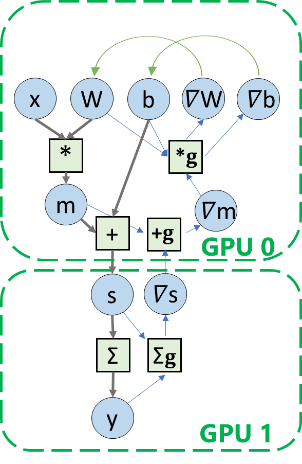 x W b ∇W ∇b
* *g
m ∇m
+ +g
GPU 0
s ∇s
Σ Σg
y
GPU 1